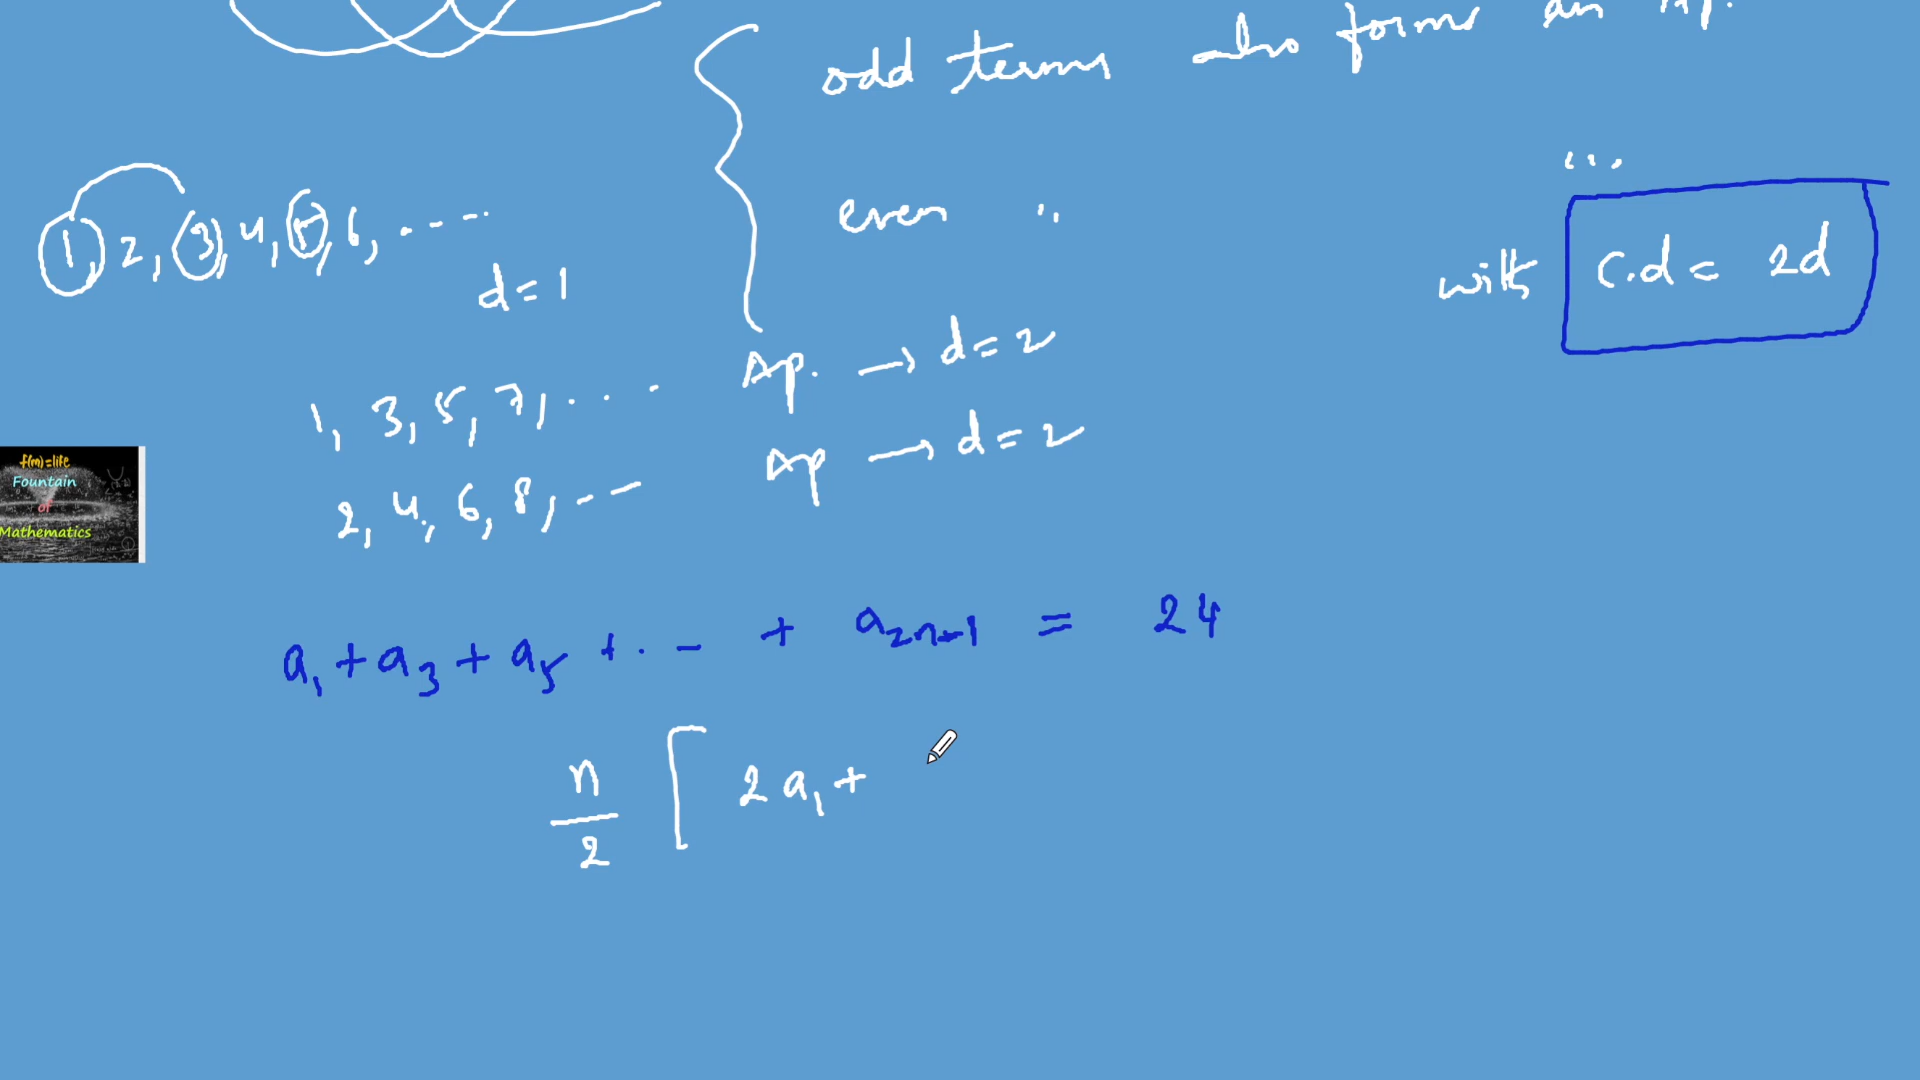 odd terms also forms an AP.
1, 2, 3, 4, 5, 6, ....
d=1
even "
...
with C.d = 2d
1, 3, 5, 7, ....  Ap. → d=2
2, 4, 6, 8, --  Ap → d=2
f(m)=life
Fountain
of
Mathematics
a₁ + a₃ + a₅ + . . - + a₂ₙ₋₁ = 24
n/2 [ 2a₁ +